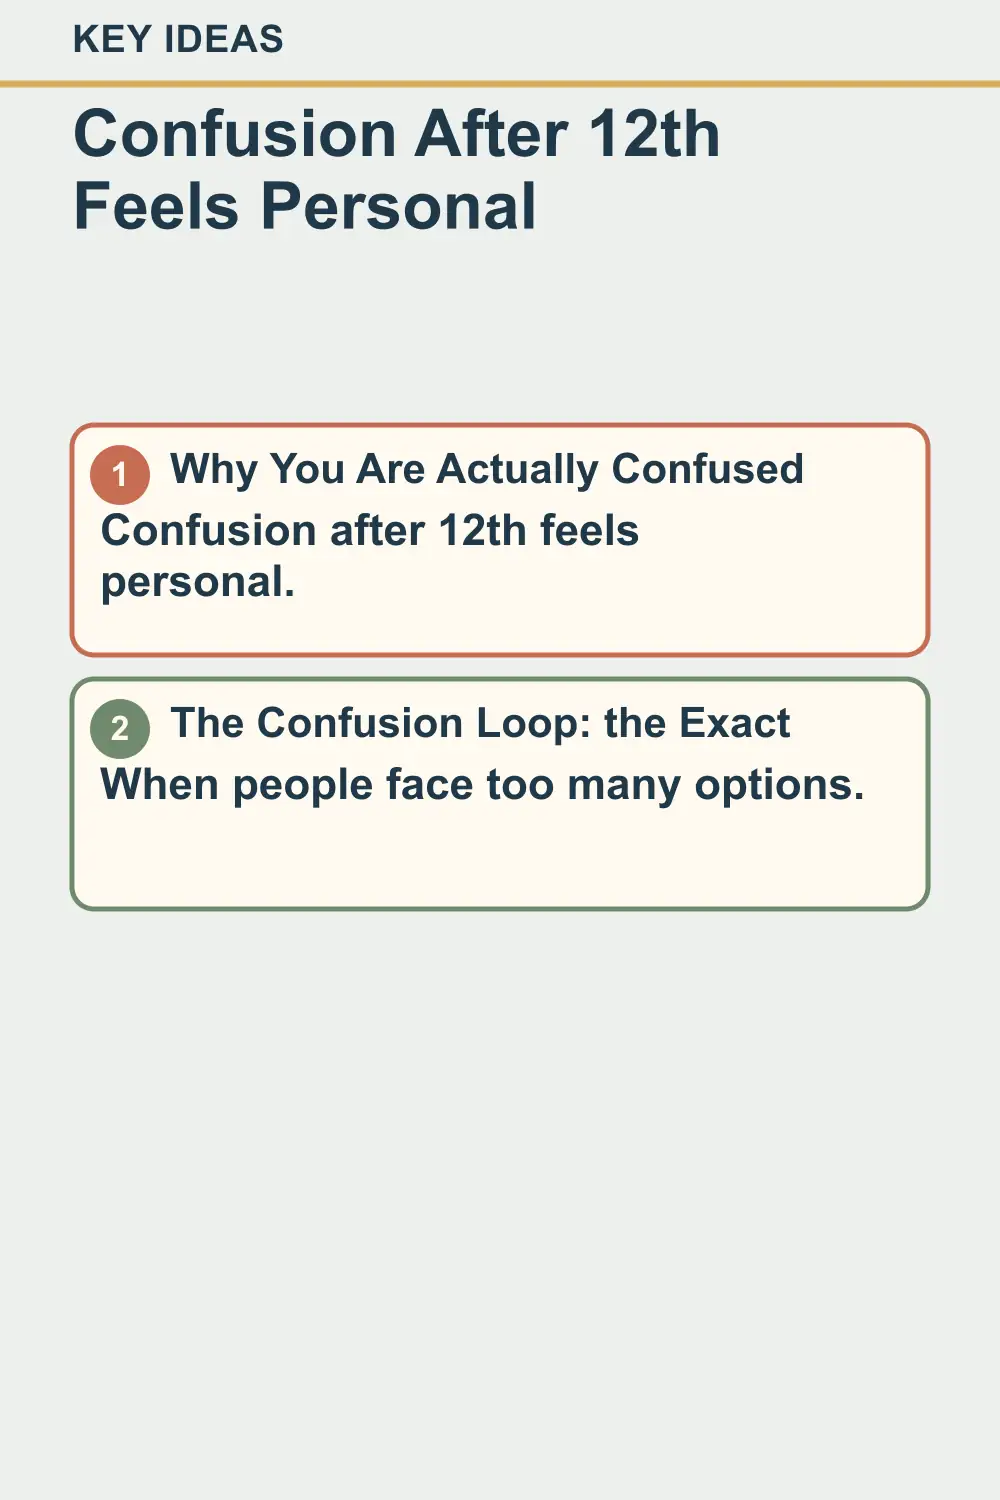 KEY IDEAS
Confusion After 12th
Feels Personal
1 Why You Are Actually Confused
Confusion after 12th feels
personal.
2 The Confusion Loop: the Exact
When people face too many options.